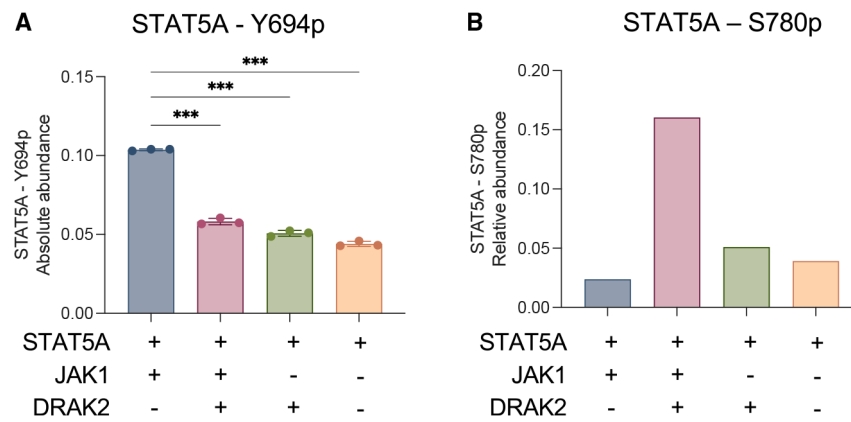 A
STAT5A - Y694p
***
***
***
STAT5A - Y694p
Absolute abundance
0.15
0.10
0.05
0.00
STAT5A + + + +
JAK1 + + - -
DRAK2 - + + -
B
STAT5A – S780p
STAT5A - S780p
Relative abundance
0.20
0.15
0.10
0.05
0.00
STAT5A + + + +
JAK1 + + - -
DRAK2 - + + -